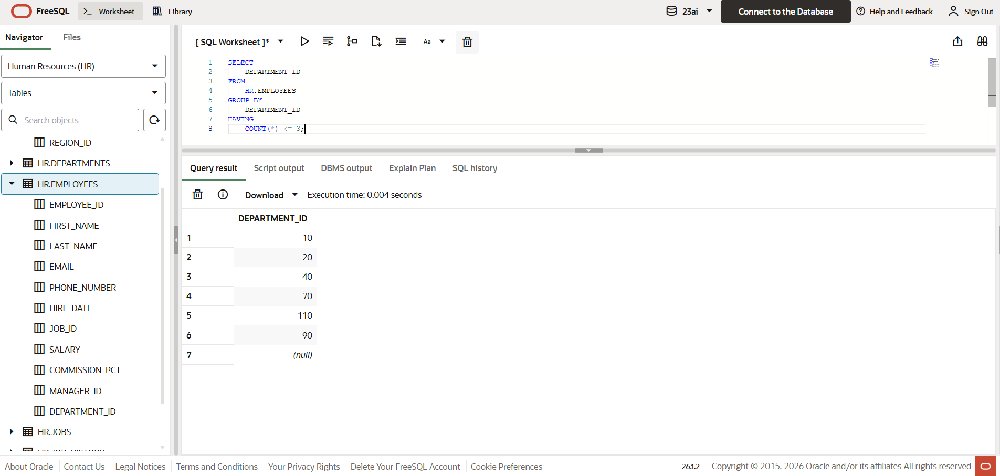 FreeSQL
Worksheet
Library
23ai
Connect to the Database
Help and Feedback
Sign Out
Navigator
Files
Human Resources (HR)
Tables
Search objects
REGION_ID
HR.DEPARTMENTS
HR.EMPLOYEES
EMPLOYEE_ID
FIRST_NAME
LAST_NAME
EMAIL
PHONE_NUMBER
HIRE_DATE
JOB_ID
SALARY
COMMISSION_PCT
MANAGER_ID
DEPARTMENT_ID
HR.JOBS
[ SQL Worksheet ]*
Aa
1 SELECT
2 DEPARTMENT_ID
3 FROM
4 HR.EMPLOYEES
5 GROUP BY
6 DEPARTMENT_ID
7 HAVING
8 COUNT(*) <= 3;
Query result
Script output
DBMS output
Explain Plan
SQL history
Download
Execution time: 0.004 seconds
DEPARTMENT_ID
1 10
2 20
3 40
4 70
5 110
6 90
7 (null)
About Oracle
Contact Us
Legal Notices
Terms and Conditions
Your Privacy Rights
Delete Your FreeSQL Account
Cookie Preferences
26.1.2 - Copyright © 2015, 2026 Oracle and/or its affiliates All rights reserved